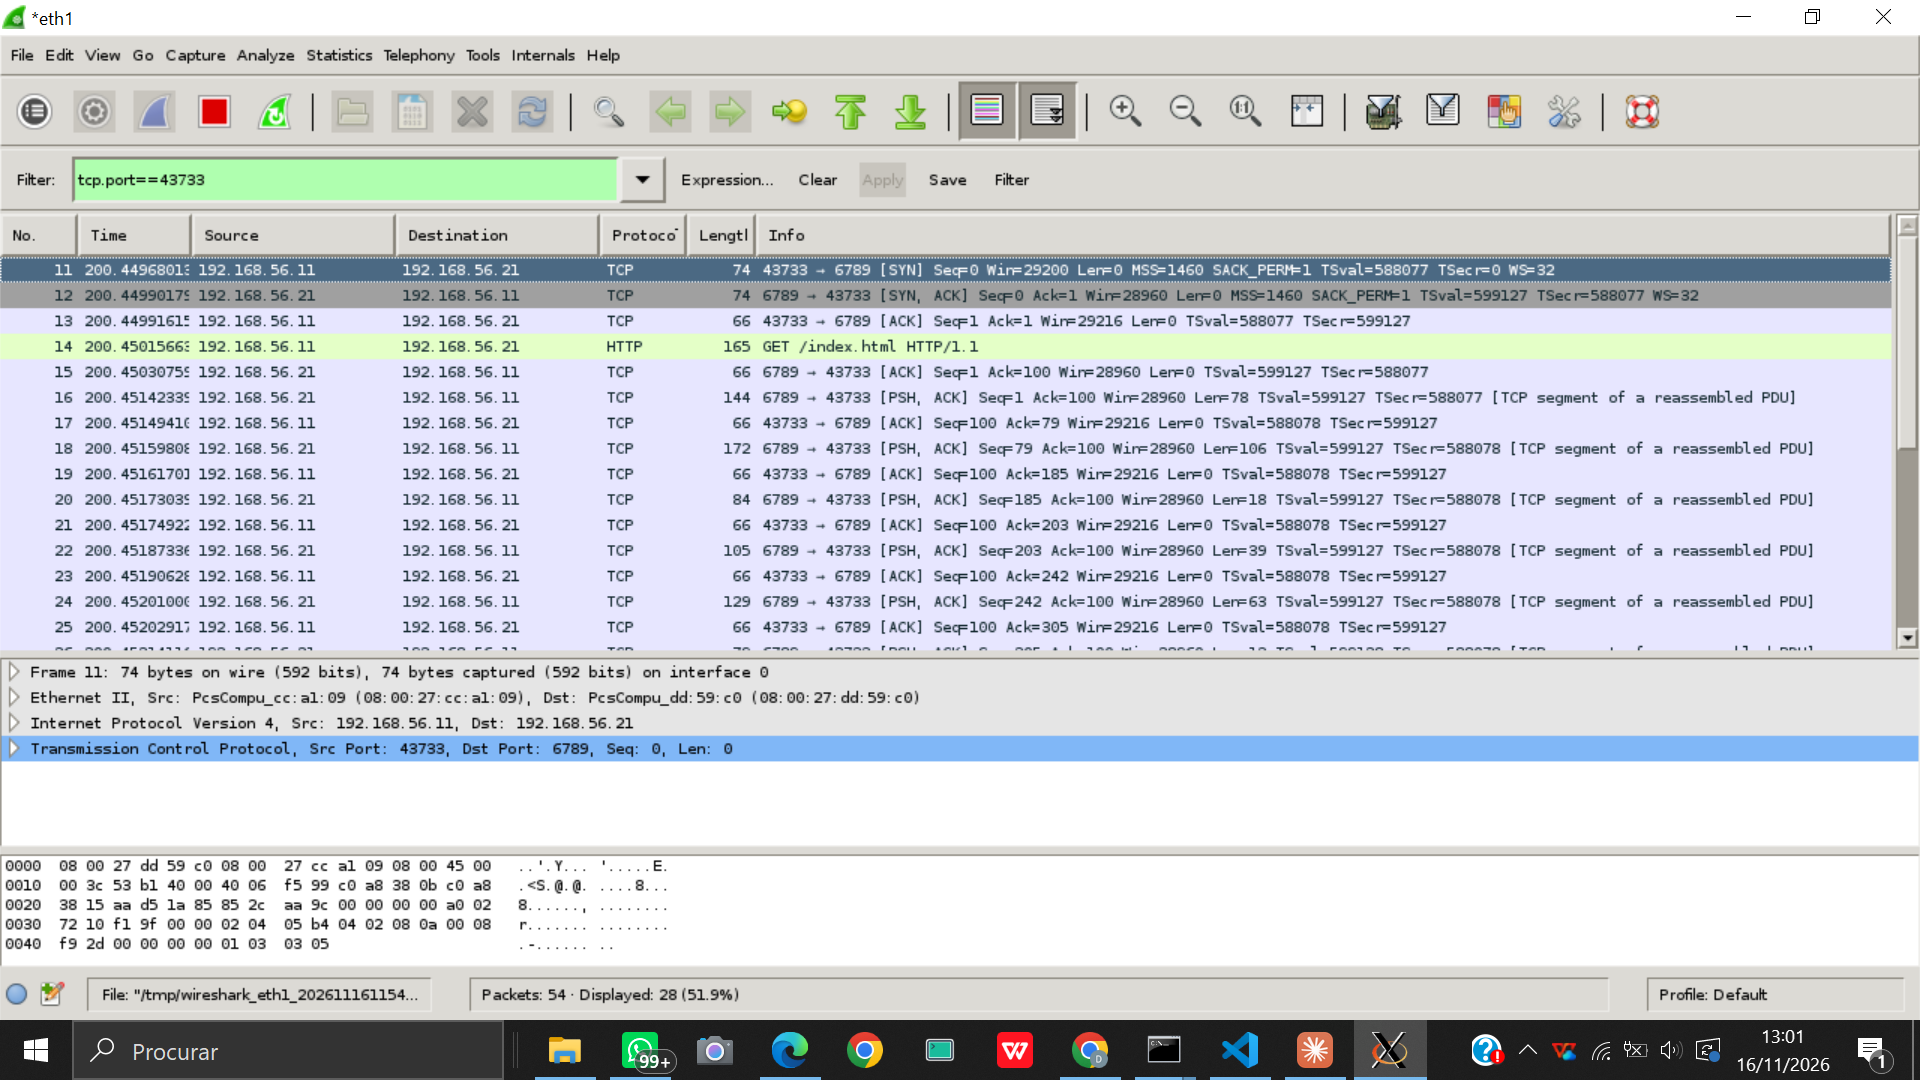 *eth1
File Edit View Go Capture Analyze Statistics Telephony Tools Internals Help
Filter: tcp.port==43733 Expression... Clear Apply Save Filter
No. Time Source Destination Protoco Lengtl Info
11 200.4496801 192.168.56.11 192.168.56.21 TCP 74 43733 → 6789 [SYN] Seq=0 Win=29200 Len=0 MSS=1460 SACK_PERM=1 TSval=588077 TSecr=0 WS=32
12 200.4499017 192.168.56.21 192.168.56.11 TCP 74 6789 → 43733 [SYN, ACK] Seq=0 Ack=1 Win=28960 Len=0 MSS=1460 SACK_PERM=1 TSval=599127 TSecr=588077 WS=32
13 200.4499161 192.168.56.11 192.168.56.21 TCP 66 43733 → 6789 [ACK] Seq=1 Ack=1 Win=29216 Len=0 TSval=588077 TSecr=599127
14 200.4501566 192.168.56.11 192.168.56.21 HTTP 165 GET /index.html HTTP/1.1
15 200.4503075 192.168.56.21 192.168.56.11 TCP 66 6789 → 43733 [ACK] Seq=1 Ack=100 Win=28960 Len=0 TSval=599127 TSecr=588077
16 200.4514233 192.168.56.21 192.168.56.11 TCP 144 6789 → 43733 [PSH, ACK] Seq=1 Ack=100 Win=28960 Len=78 TSval=599127 TSecr=588077 [TCP segment of a reassembled PDU]
17 200.4514941 192.168.56.11 192.168.56.21 TCP 66 43733 → 6789 [ACK] Seq=100 Ack=79 Win=29216 Len=0 TSval=588078 TSecr=599127
18 200.4515980 192.168.56.21 192.168.56.11 TCP 172 6789 → 43733 [PSH, ACK] Seq=79 Ack=100 Win=28960 Len=106 TSval=599127 TSecr=588078 [TCP segment of a reassembled PDU]
19 200.4516170 192.168.56.11 192.168.56.21 TCP 66 43733 → 6789 [ACK] Seq=100 Ack=185 Win=29216 Len=0 TSval=588078 TSecr=599127
20 200.4517303 192.168.56.21 192.168.56.11 TCP 84 6789 → 43733 [PSH, ACK] Seq=185 Ack=100 Win=28960 Len=18 TSval=599127 TSecr=588078 [TCP segment of a reassembled PDU]
21 200.4517492 192.168.56.11 192.168.56.21 TCP 66 43733 → 6789 [ACK] Seq=100 Ack=203 Win=29216 Len=0 TSval=588078 TSecr=599127
22 200.4518733 192.168.56.21 192.168.56.11 TCP 105 6789 → 43733 [PSH, ACK] Seq=203 Ack=100 Win=28960 Len=39 TSval=599127 TSecr=588078 [TCP segment of a reassembled PDU]
23 200.4519062 192.168.56.11 192.168.56.21 TCP 66 43733 → 6789 [ACK] Seq=100 Ack=242 Win=29216 Len=0 TSval=588078 TSecr=599127
24 200.4520100 192.168.56.21 192.168.56.11 TCP 129 6789 → 43733 [PSH, ACK] Seq=242 Ack=100 Win=28960 Len=63 TSval=599127 TSecr=588078 [TCP segment of a reassembled PDU]
25 200.4520291 192.168.56.11 192.168.56.21 TCP 66 43733 → 6789 [ACK] Seq=100 Ack=305 Win=29216 Len=0 TSval=588078 TSecr=599127
Frame 11: 74 bytes on wire (592 bits), 74 bytes captured (592 bits) on interface 0
Ethernet II, Src: PcsCompu_cc:a1:09 (08:00:27:cc:a1:09), Dst: PcsCompu_dd:59:c0 (08:00:27:dd:59:c0)
Internet Protocol Version 4, Src: 192.168.56.11, Dst: 192.168.56.21
Transmission Control Protocol, Src Port: 43733, Dst Port: 6789, Seq: 0, Len: 0
0000 08 00 27 dd 59 c0 08 00 27 cc a1 09 08 00 45 00 ..'.Y... '.....E.
0010 00 3c 53 b1 40 00 40 06 f5 99 c0 a8 38 0b c0 a8 .<S.@.@. ....8...
0020 38 15 aa d5 1a 85 85 2c aa 9c 00 00 00 00 a0 02 8......, ........
0030 72 10 f1 9f 00 00 02 04 05 b4 04 02 08 0a 00 08 r....... ........
0040 f9 2d 00 00 00 00 01 03 03 05 .-...... ..
File: "/tmp/wireshark_eth1_202611161154... Packets: 54 · Displayed: 28 (51.9%) Profile: Default
Procurar
99+
13:01
16/11/2026
1